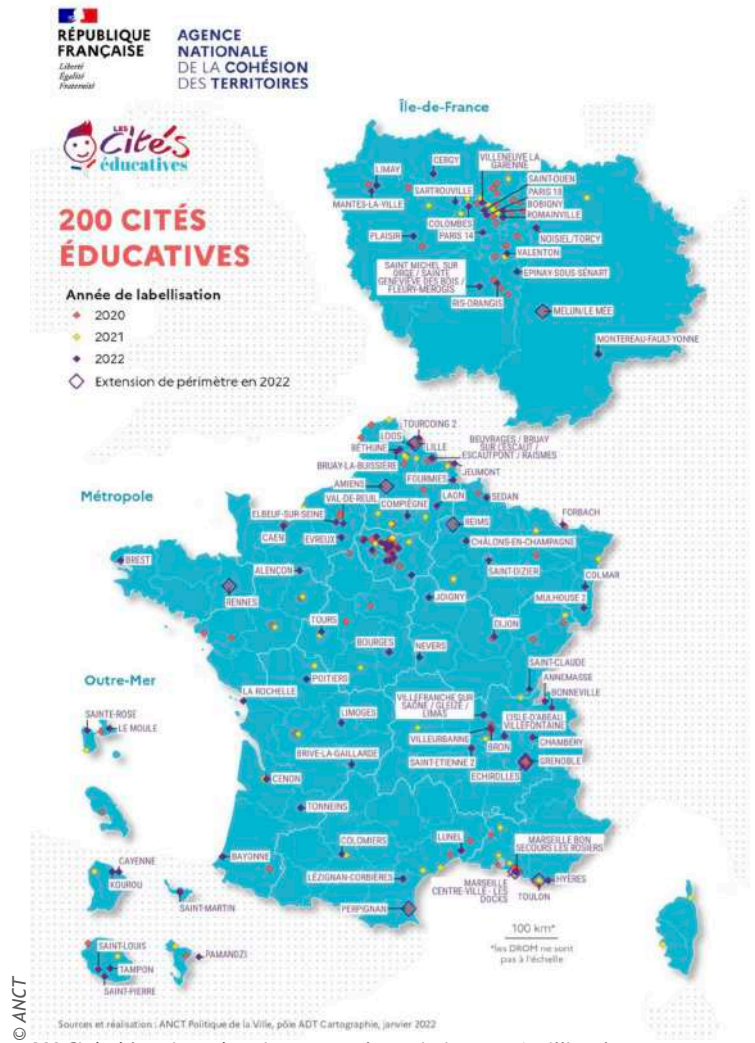 RÉPUBLIQUE
FRANÇAISE
Liberté
Égalité
Fraternité
AGENCE
NATIONALE
DE LA COHÉSION
DES TERRITOIRES
LES
Cités
éducatives
200 CITÉS
ÉDUCATIVES
Année de labellisation
2020
2021
2022
Extension de périmètre en 2022
Île-de-France
CERGY
VILLENEUVE LA
GARENNE
LIMAY
SAINT-OUEN
SARTROUVILLE
PARIS 18
MANTES-LA-VILLE
BOBIGNY
ROMAINVILLE
COLOMBES
PLAISIR
PARIS 14
NOISIEL/TORCY
VALENTON
SAINT MICHEL SUR
ORGE / SAINTE
GENEVIÈVE DES BOIS /
FLEURY-MEROGIS
EPINAY-SOUS-SÉNART
RIS-ORANGIS
MELUN/LE MÉE
MONTEREAU-FAULT-YONNE
Métropole
TOURCOING 2
LOOS
LILLE
BEUVRAGES / BRUAY
SUR L'ESCAUT /
ESCAUTPONT / RAISMES
BÉTHUNE
BRUAY-LA-BUISSIÈRE
JEUMONT
FOURMIES
AMIENS
LAON
SEDAN
VAL-DE-REUIL
COMPIÈGNE
ELBEUF-SUR-SEINE
REIMS
FORBACH
CAEN
EVREUX
CHÂLONS-EN-CHAMPAGNE
BREST
ALENÇON
SAINT-DIZIER
COLMAR
RENNES
JOIGNY
MULHOUSE 2
TOURS
DIJON
BOURGES
NEVERS
SAINT-CLAUDE
POITIERS
ANNEMASSE
BONNEVILLE
LA ROCHELLE
VILLEFRANCHE SUR
SAÔNE / GLEIZE /
LIMAS
LIMOGES
L'ISLE-D'ABEAU
VILLEFONTAINE
VILLEURBANNE
BRON
CHAMBÉRY
BRIVE-LA-GAILLARDE
SAINT-ETIENNE 2
GRENOBLE
ECHIROLLES
CENON
TONNEINS
COLOMIERS
LUNEL
MARSEILLE BON
SECOURS LES ROSIERS
BAYONNE
LÉZIGNAN-CORBIÈRES
MARSEILLE
CENTRE-VILLE - LES
DOCKS
TOULON
HYÈRES
PERPIGNAN
Outre-Mer
SAINTE-ROSE
LE MOULE
CAYENNE
KOUROU
SAINT-MARTIN
SAINT-LOUIS
TAMPON
SAINT-PIERRE
PAMANDZI
100 km*
*les DROM ne sont
pas à l'échelle
© ANCT
Sources et réalisation : ANCT Politique de la Ville, pôle ADT Cartographie, janvier 2022